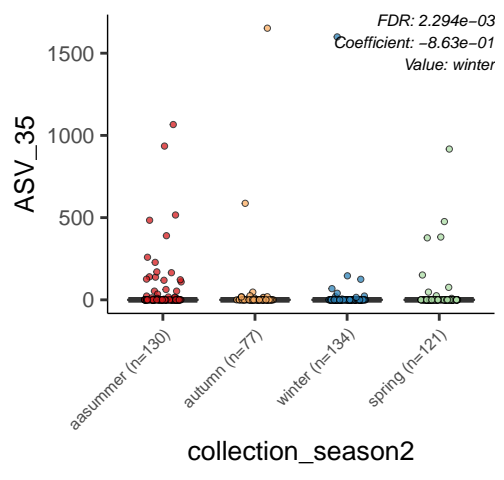 FDR: 2.294e−03
Coefficient: −8.63e−01
Value: winter
1500
1000
500
0
ASV_35
aasummer (n=130)
autumn (n=77)
winter (n=134)
spring (n=121)
collection_season2